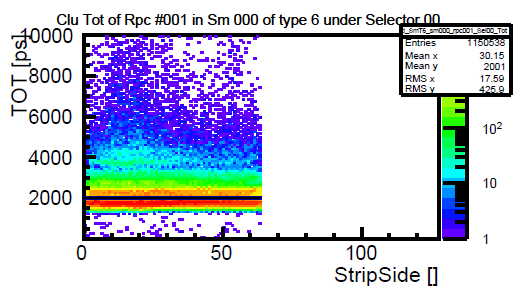 Clu Tot of Rpc #001 in Sm 000 of type 6 under Selector 00
_SmT6_sm000_rpc001_Sel00_Tot
Entries 1150538
Mean x 30.15
Mean y 2001
RMS x 17.59
RMS y 425.9
TOT [ps]
10000
8000
6000
4000
2000
0
50
100
StripSide []
10²
10
1